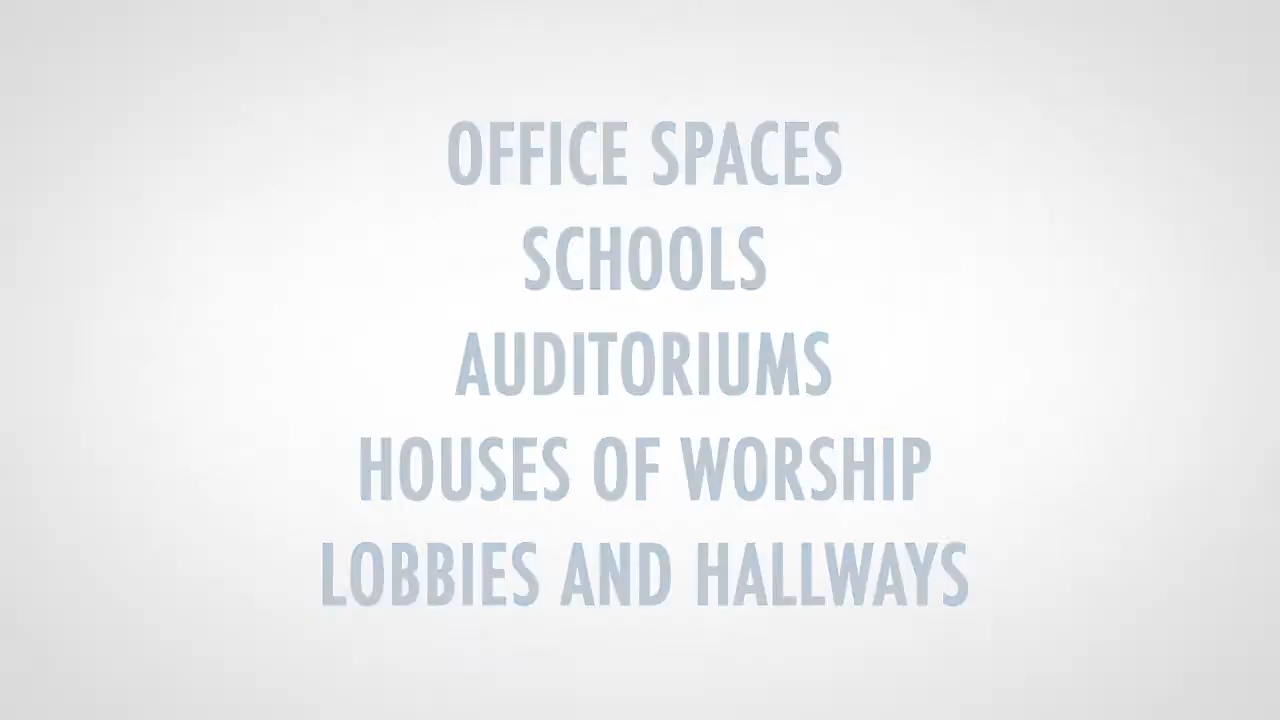 OFFICE SPACES
SCHOOLS
AUDITORIUMS
HOUSES OF WORSHIP
LOBBIES AND HALLWAYS